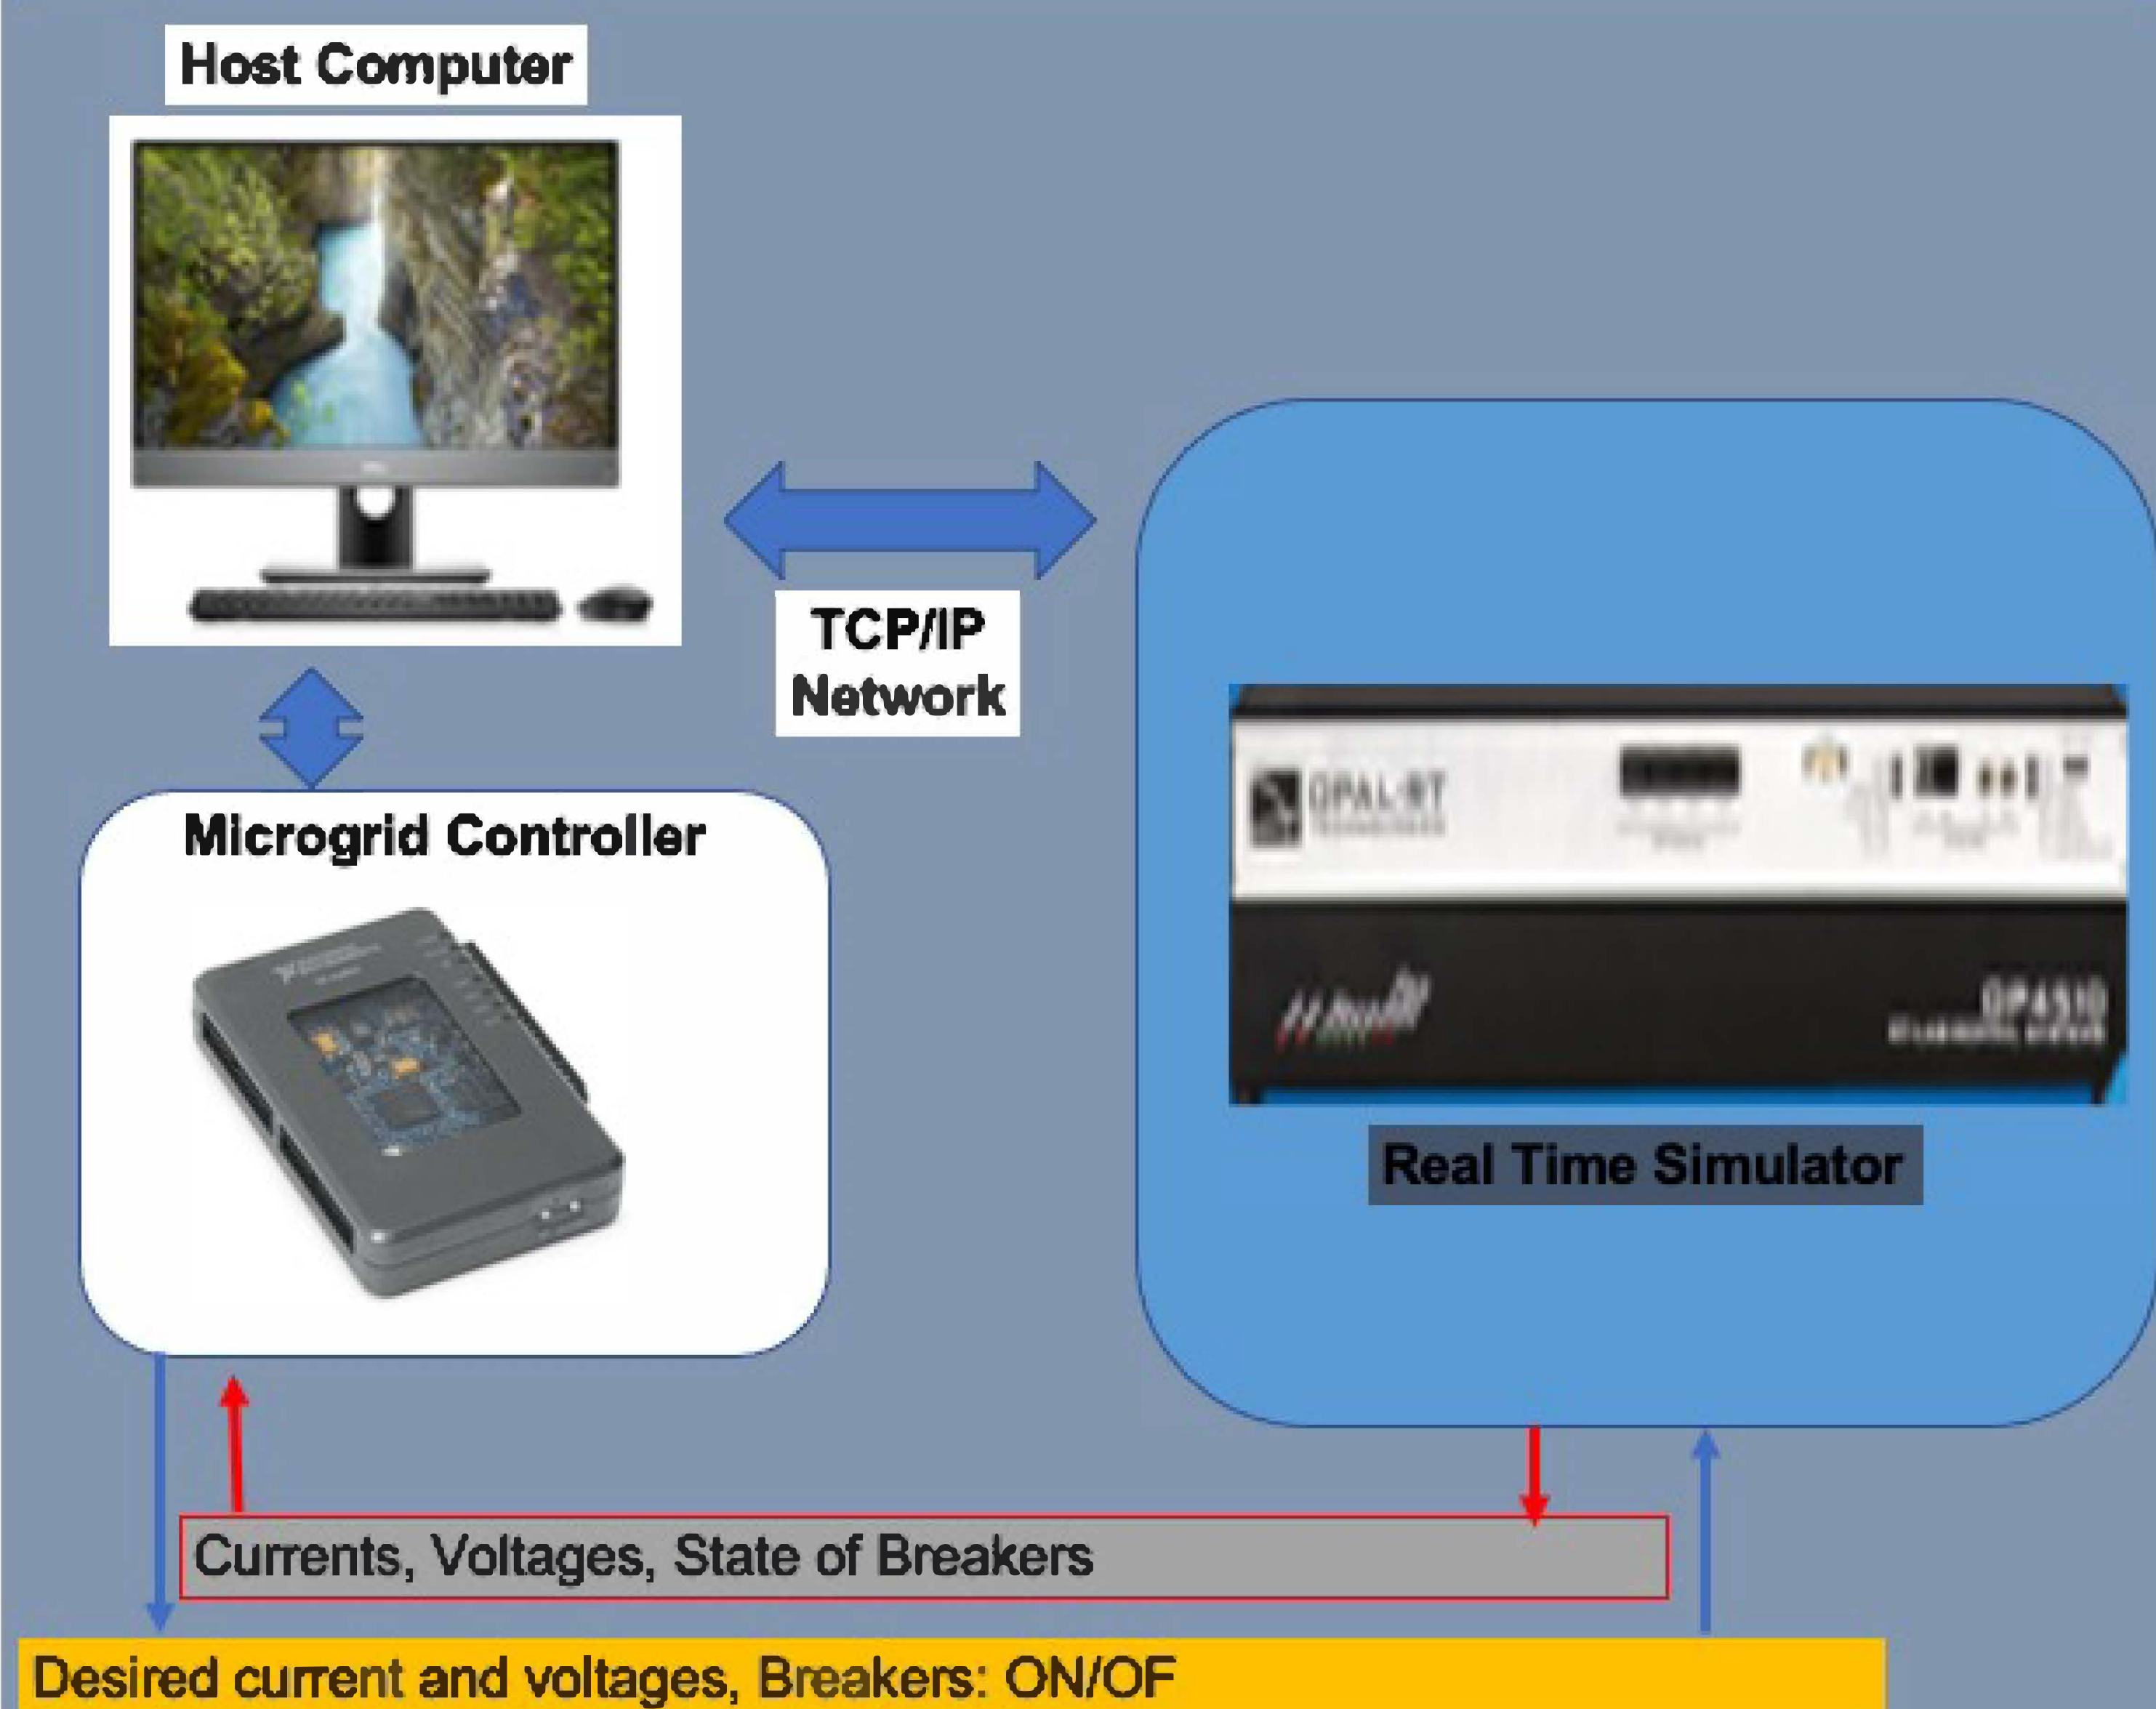 Host Computer
TCP/IP
Network
Microgrid Controller
OPAL-RT
OP4510
Real Time Simulator
Currents, Voltages, State of Breakers
Desired current and voltages, Breakers: ON/OF